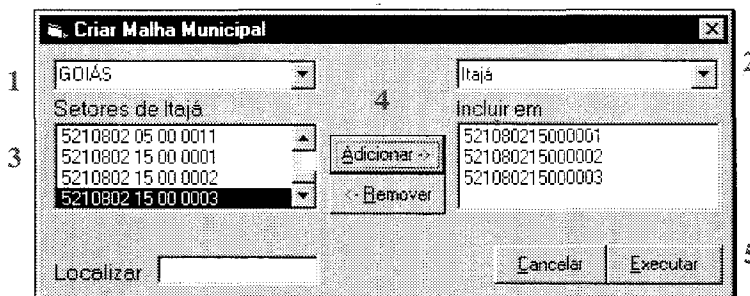 Criar Malha Municipal
1
GOIÁS
Itajá
2
Setores de Itajá
4
Incluir em
3
5210802 05 00 0011
5210802 15 00 0001
5210802 15 00 0002
5210802 15 00 0003
Adicionar ->
<- Remover
521080215000001
521080215000002
521080215000003
Localizar
Cancelar
Executar
5